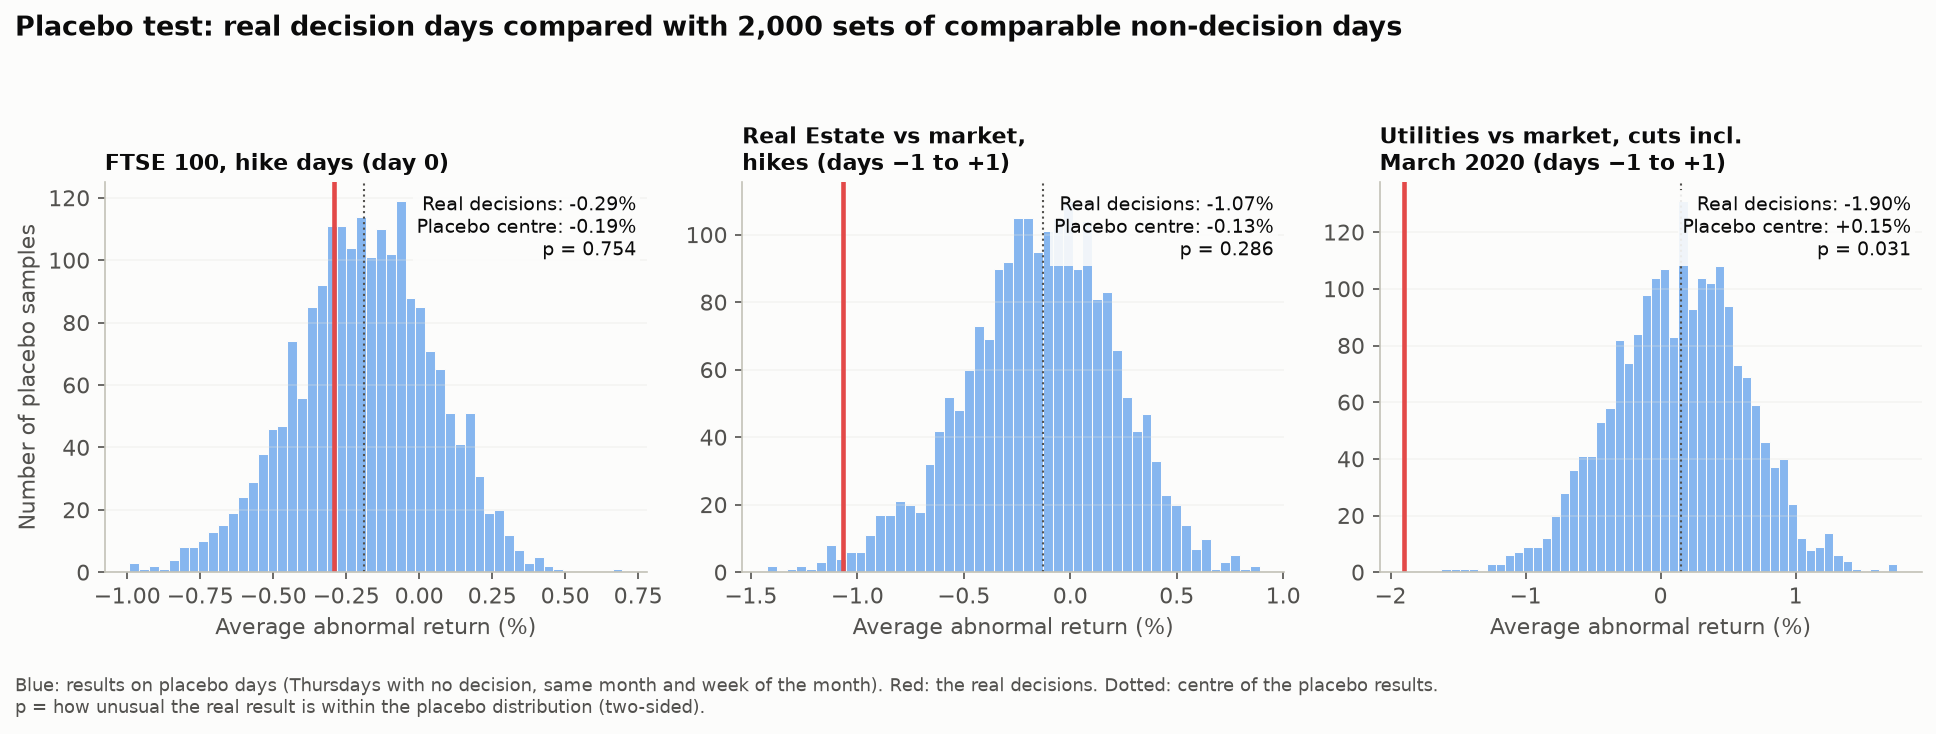 Placebo test: real decision days compared with 2,000 sets of comparable non-decision days
FTSE 100, hike days (day 0)
Real decisions: -0.29%
Placebo centre: -0.19%
p = 0.754
Number of placebo samples
120
100
80
60
40
20
0
−1.00 −0.75 −0.50 −0.25 0.00 0.25 0.50 0.75
Average abnormal return (%)
Real Estate vs market,
hikes (days −1 to +1)
Real decisions: -1.07%
Placebo centre: -0.13%
p = 0.286
100
80
60
40
20
0
−1.5 −1.0 −0.5 0.0 0.5 1.0
Average abnormal return (%)
Utilities vs market, cuts incl.
March 2020 (days −1 to +1)
Real decisions: -1.90%
Placebo centre: +0.15%
p = 0.031
120
100
80
60
40
20
0
−2 −1 0 1
Average abnormal return (%)
Blue: results on placebo days (Thursdays with no decision, same month and week of the month). Red: the real decisions. Dotted: centre of the placebo results.
p = how unusual the real result is within the placebo distribution (two-sided).